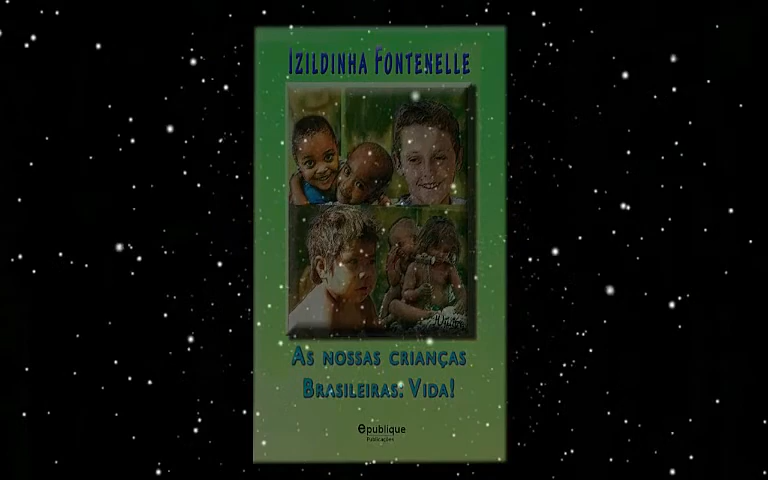 IZILDINHA FONTENELLE
AS NOSSAS CRIANÇAS
BRASILEIRAS: VIDA!
epublique
Publicações